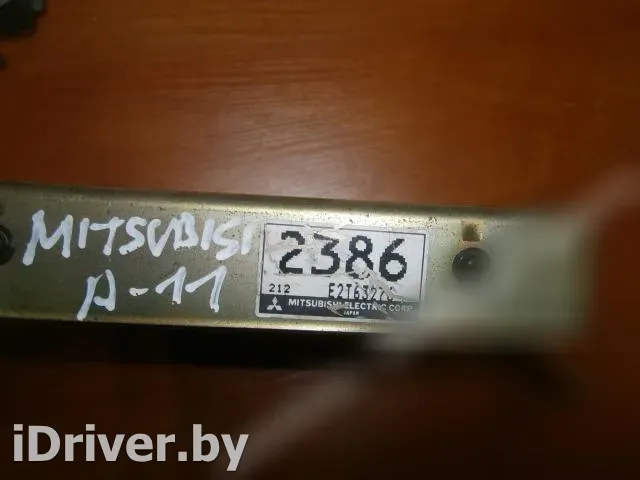 MITSUBISI
A-11
2386
212
MITSUBISHI ELECTRIC CORP.
JAPAN
iDriver.by